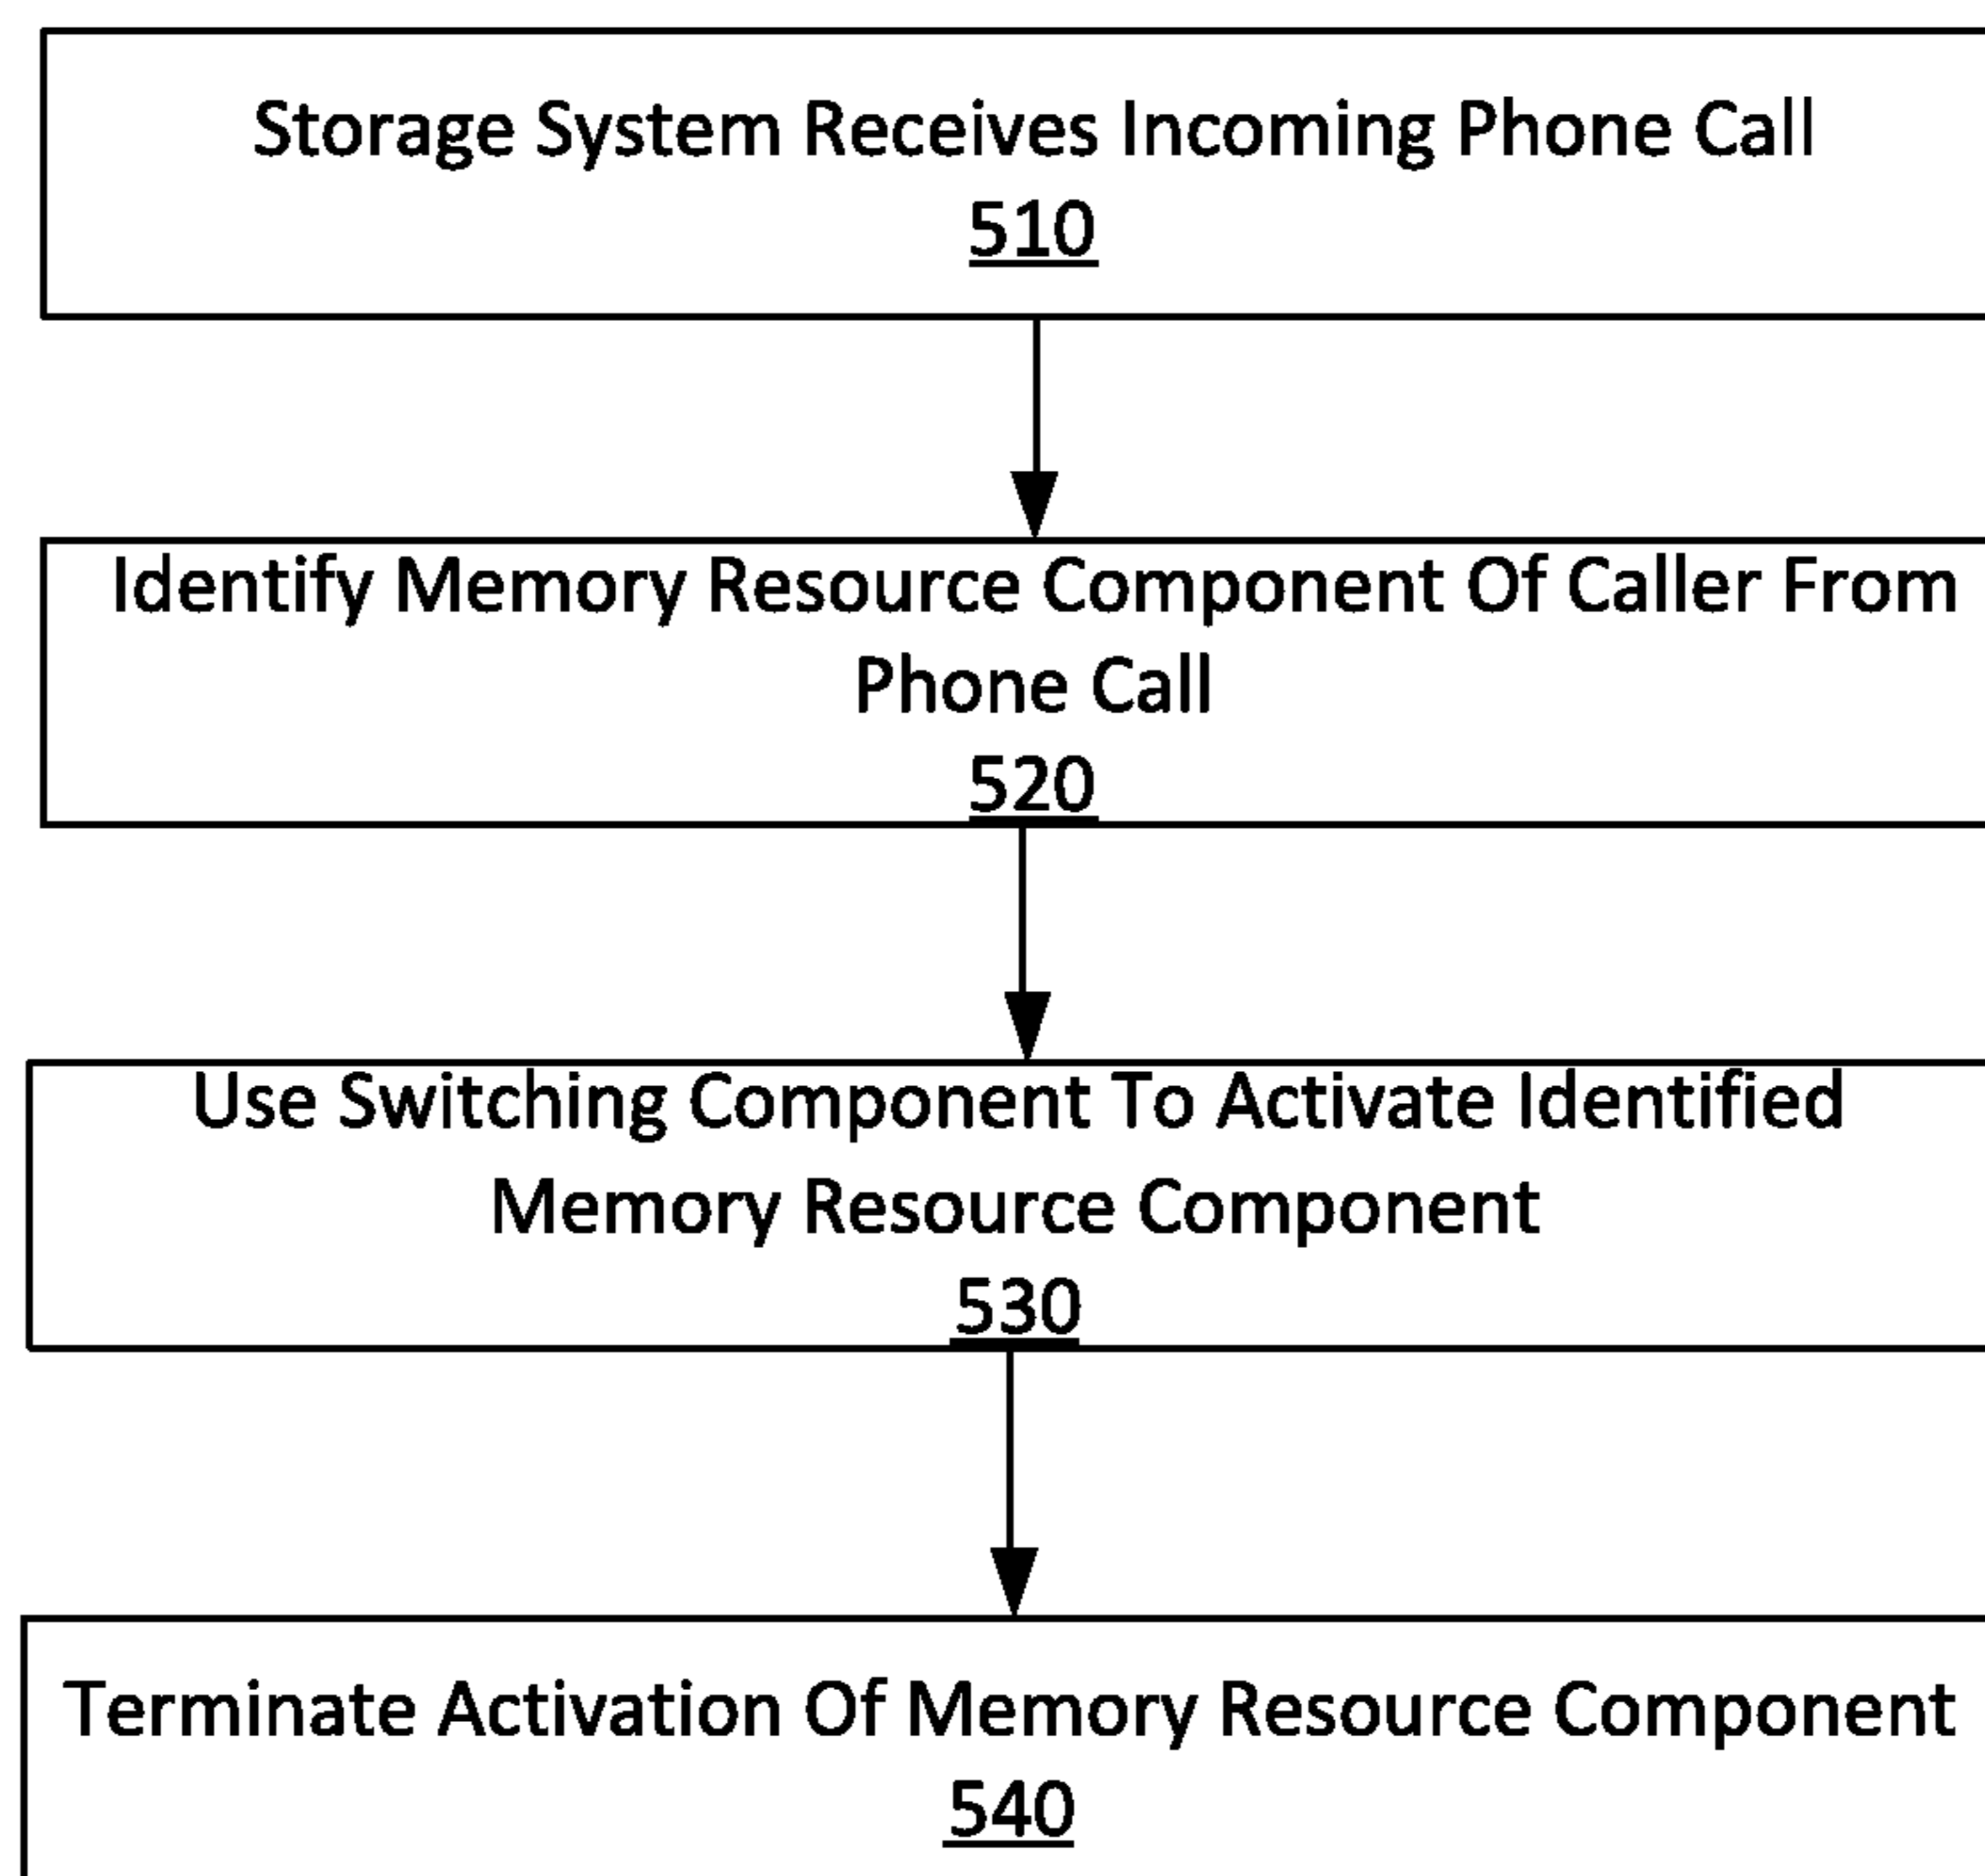 Storage System Receives Incoming Phone Call
510
Identify Memory Resource Component Of Caller From
Phone Call
520
Use Switching Component To Activate Identified
Memory Resource Component
530
Terminate Activation Of Memory Resource Component
540